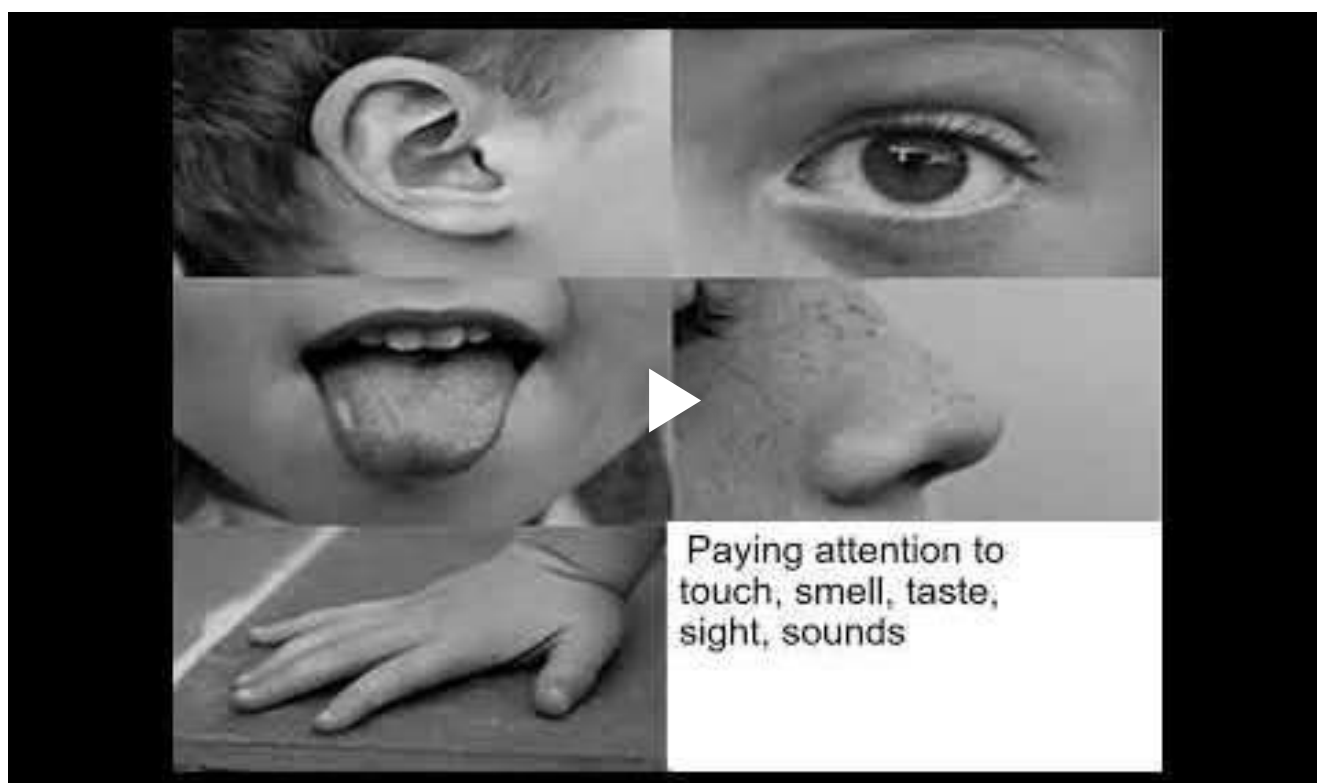 Paying attention to
touch, smell, taste,
sight, sounds